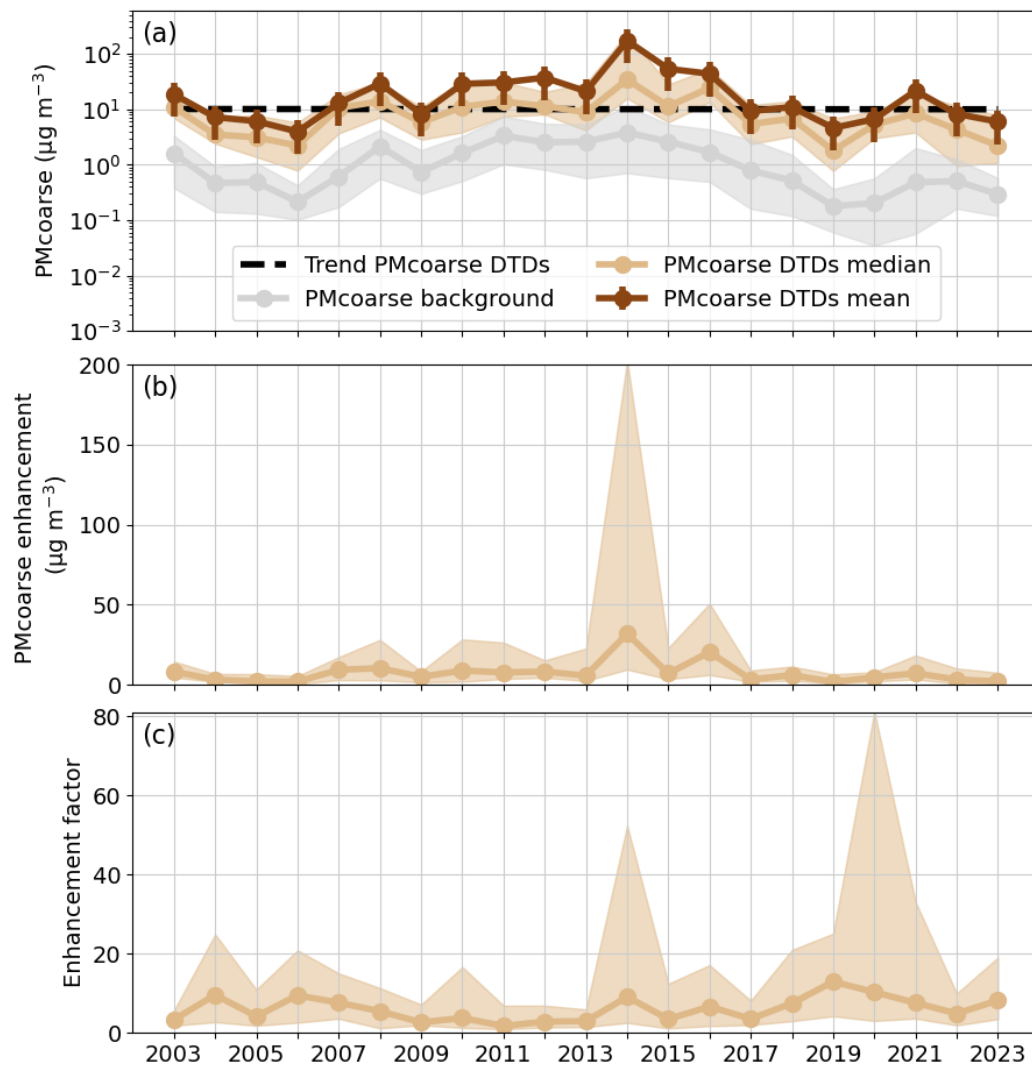 (a)
PMcoarse (μg m⁻³)
10²
10¹
10⁰
10⁻¹
10⁻²
10⁻³
Trend PMcoarse DTDs
PMcoarse background
PMcoarse DTDs median
PMcoarse DTDs mean
(b)
PMcoarse enhancement
(μg m⁻³)
200
150
100
50
0
(c)
Enhancement factor
80
60
40
20
0
2003 2005 2007 2009 2011 2013 2015 2017 2019 2021 2023